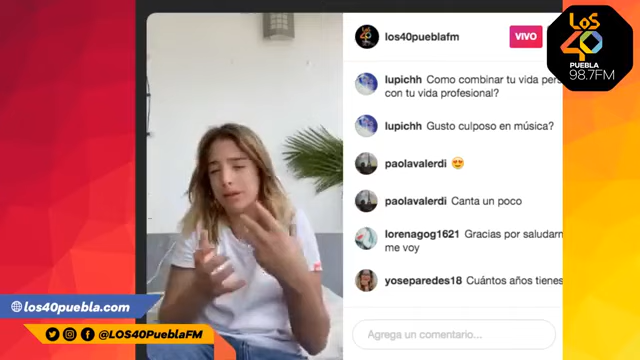 los40pueblafm
VIVO
LOS
40
PUEBLA
98.7FM
lupichh Como combinar tu vida pers
con tu vida profesional?
lupichh Gusto culposo en música?
paolavalerdi 😍
paolavalerdi Canta un poco
lorenagog1621 Gracias por saludarm
me voy
yoseparedes18 Cuántos años tienes
Agrega un comentario...
los40puebla.com
@LOS40PueblaFM